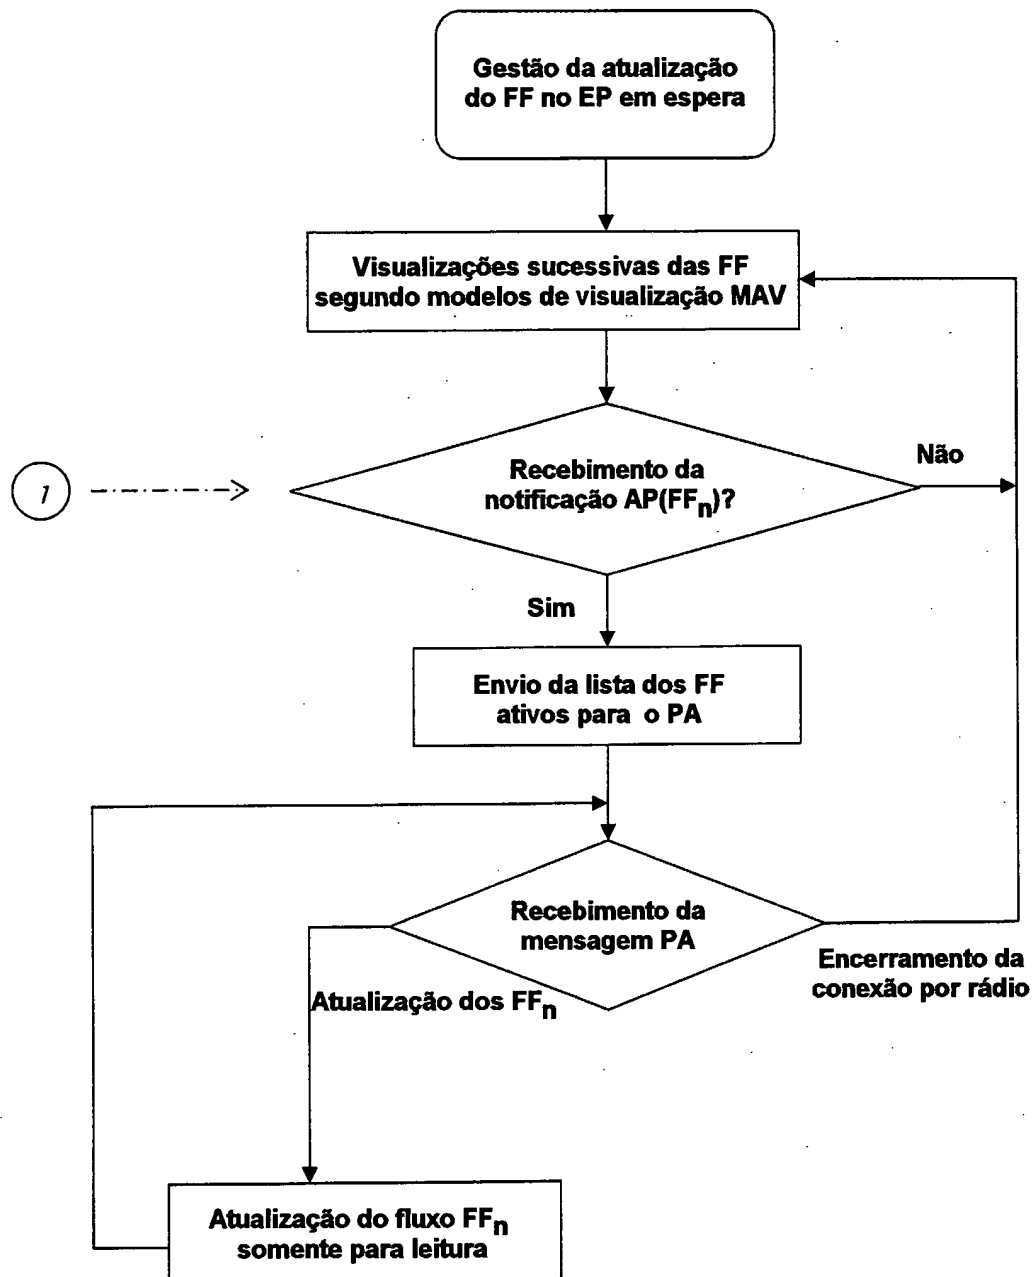 Gestão da atualização
do FF no EP em espera
Visualizações sucessivas das FF
segundo modelos de visualização MAV
Recebimento da
notificação AP(FFn)?
Não
1
Sim
Envio da lista dos FF
ativos para o PA
Recebimento da
mensagem PA
Encerramento da
conexão por rádio
Atualização dos FFn
Atualização do fluxo FFn
somente para leitura